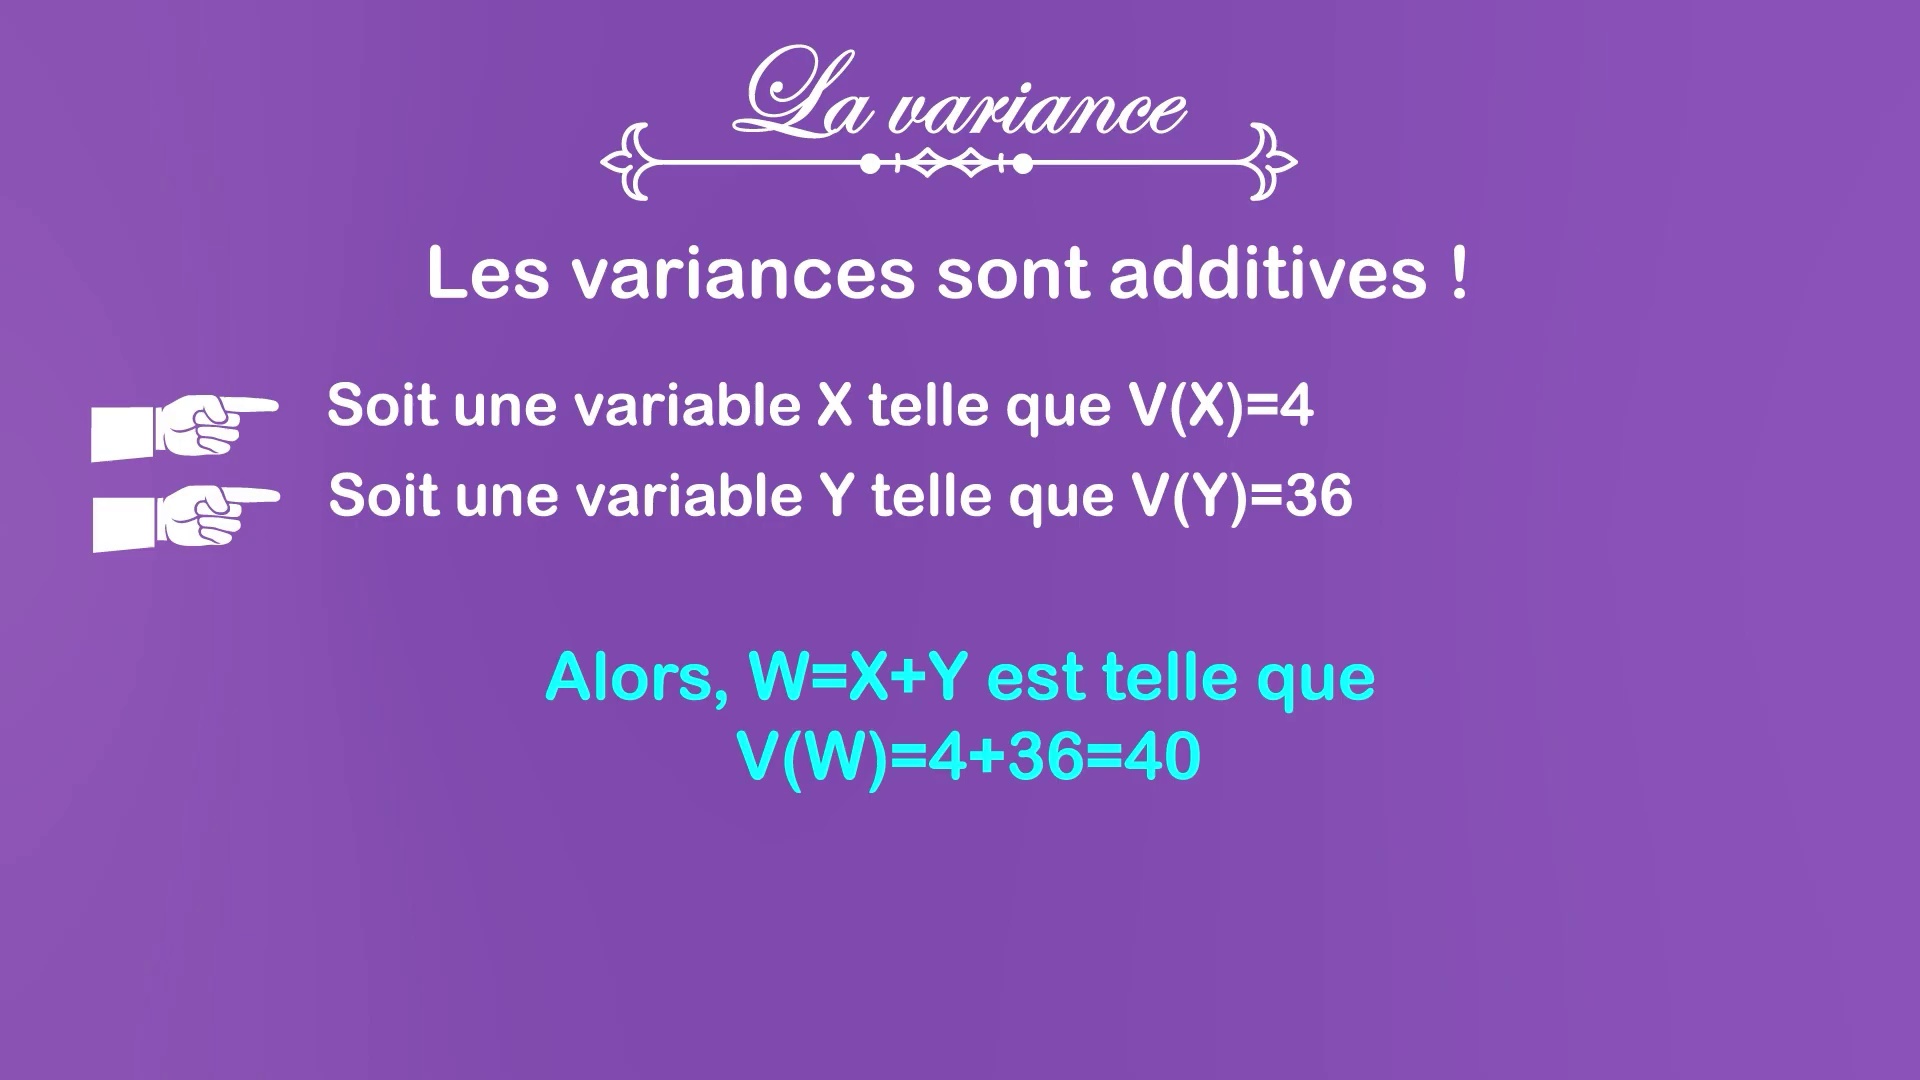 La variance
Les variances sont additives !
Soit une variable X telle que V(X)=4
Soit une variable Y telle que V(Y)=36
Alors, W=X+Y est telle que
V(W)=4+36=40